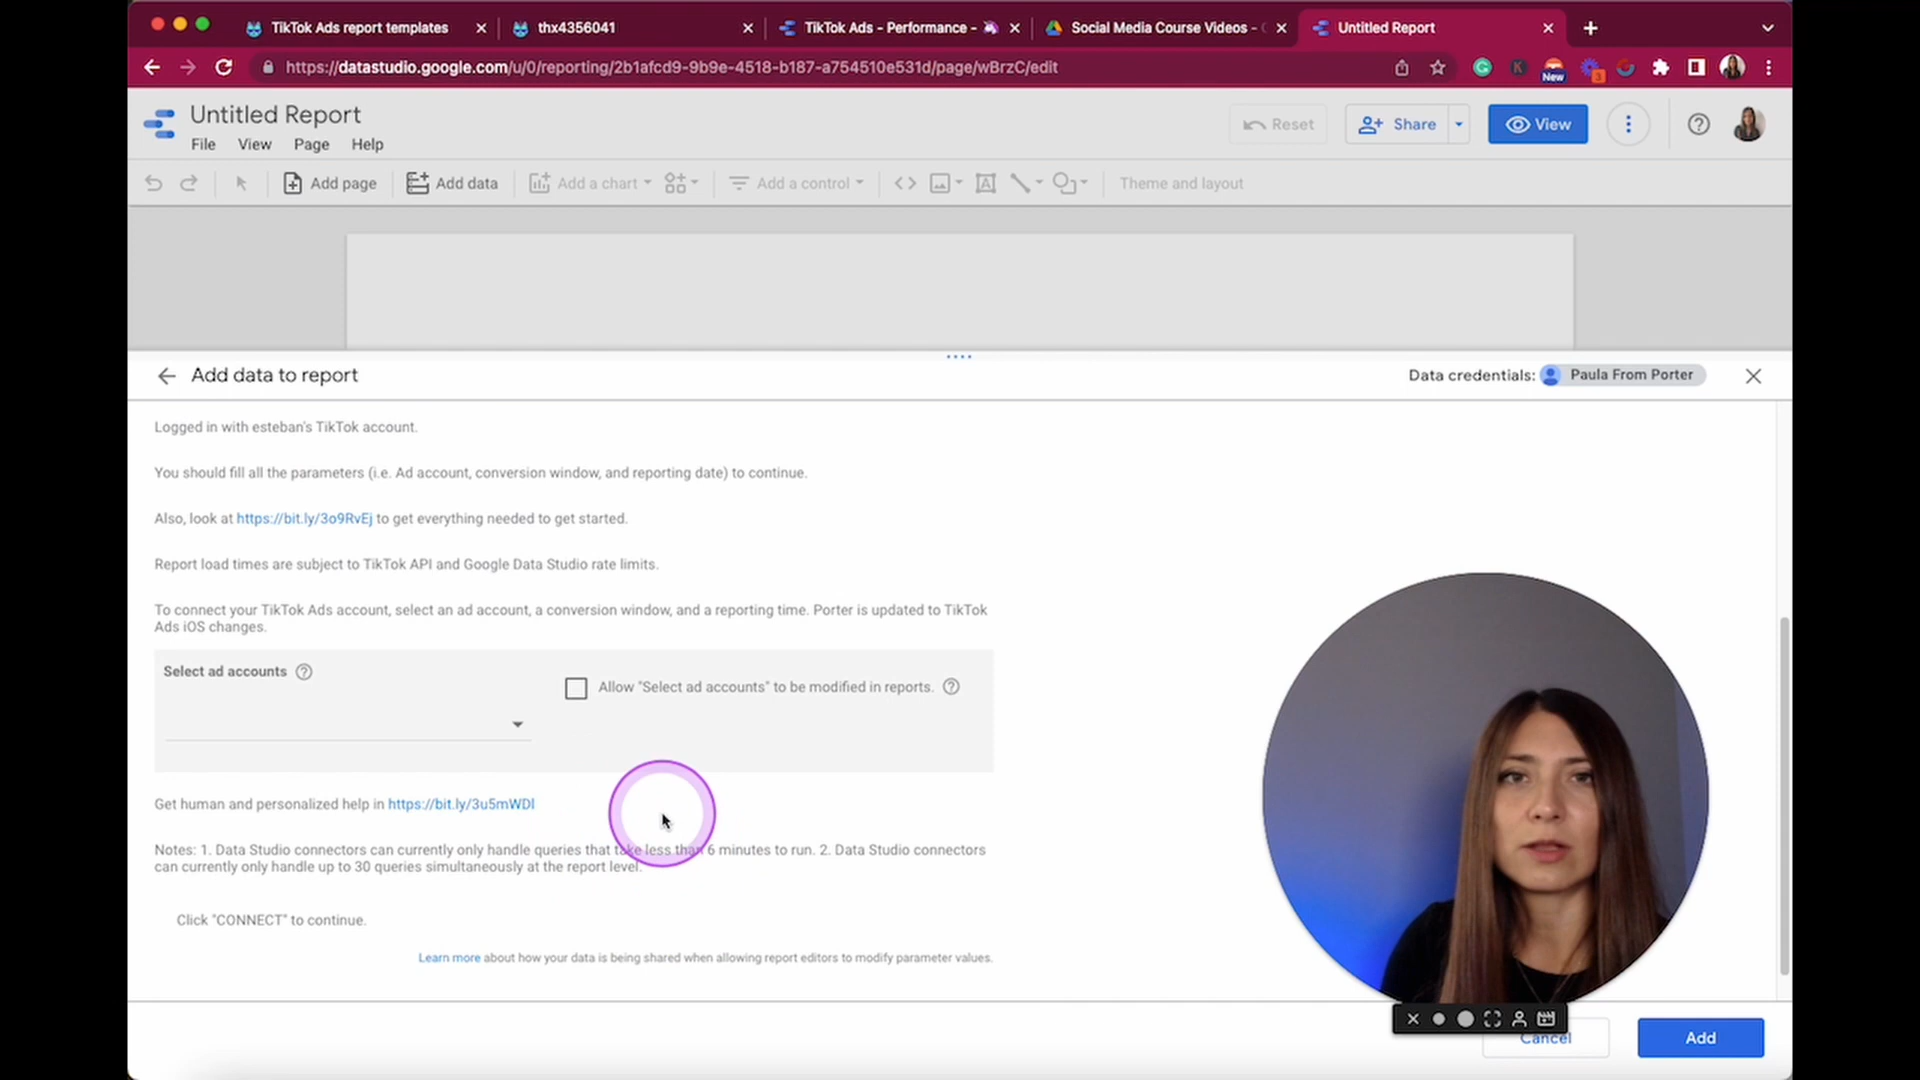 TikTok Ads report templates
thx4356041
TikTok Ads - Performance -
Social Media Course Videos -
Untitled Report
https://datastudio.google.com/u/0/reporting/2b1afcd9-9b9e-4518-b187-a754510e531d/page/wBrzC/edit
New
3
Untitled Report
File View Page Help
Reset
Share
View
Add page
Add data
Add a chart
Add a control
Theme and layout
Add data to report
Data credentials: Paula From Porter
Logged in with esteban's TikTok account.
You should fill all the parameters (i.e. Ad account, conversion window, and reporting date) to continue.
Also, look at https://bit.ly/3o9RvEj to get everything needed to get started.
Report load times are subject to TikTok API and Google Data Studio rate limits.
To connect your TikTok Ads account, select an ad account, a conversion window, and a reporting time. Porter is updated to TikTok
Ads iOS changes.
Select ad accounts
Allow "Select ad accounts" to be modified in reports.
Get human and personalized help in https://bit.ly/3u5mWDl
Notes: 1. Data Studio connectors can currently only handle queries that take less than 6 minutes to run. 2. Data Studio connectors
can currently only handle up to 30 queries simultaneously at the report level.
Click "CONNECT" to continue.
Learn more about how your data is being shared when allowing report editors to modify parameter values.
Cancel
Add